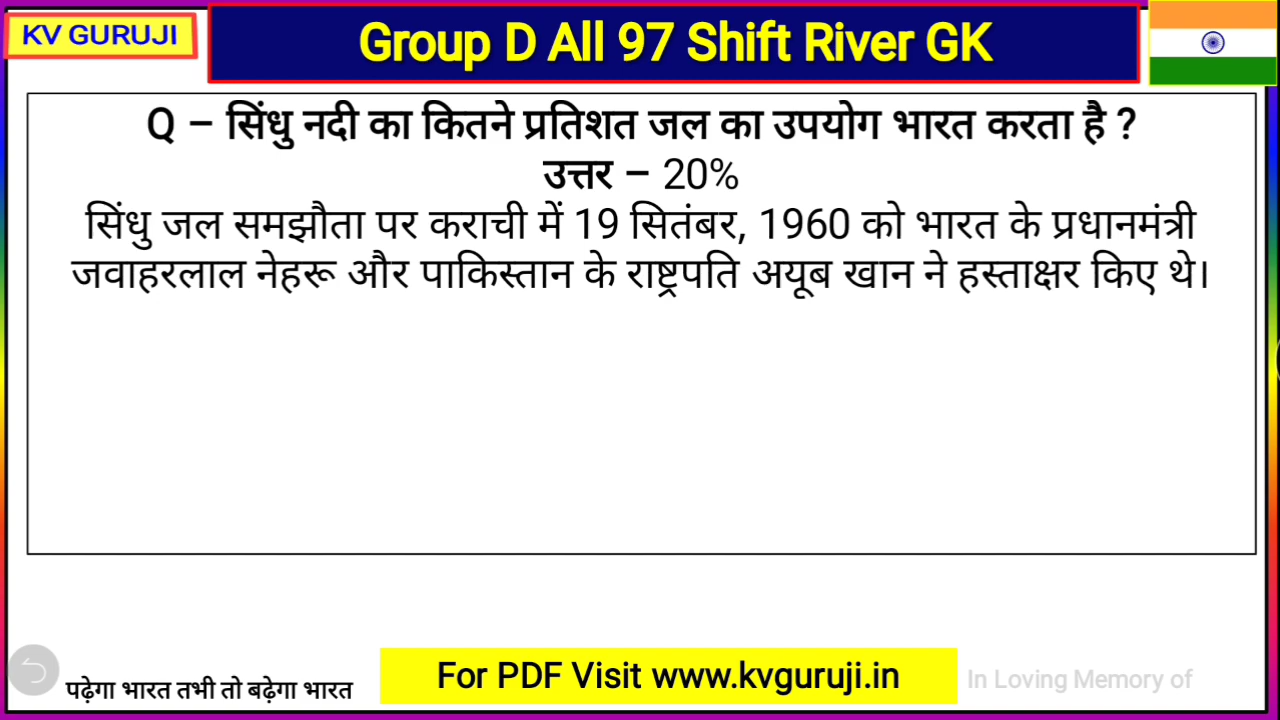 KV GURUJI
Group D All 97 Shift River GK
Q – सिंधु नदी का कितने प्रतिशत जल का उपयोग भारत करता है ?
उत्तर – 20%
सिंधु जल समझौता पर कराची में 19 सितंबर, 1960 को भारत के प्रधानमंत्री
जवाहरलाल नेहरू और पाकिस्तान के राष्ट्रपति अयूब खान ने हस्ताक्षर किए थे।
पढ़ेगा भारत तभी तो बढ़ेगा भारत
For PDF Visit www.kvguruji.in
In Loving Memory of